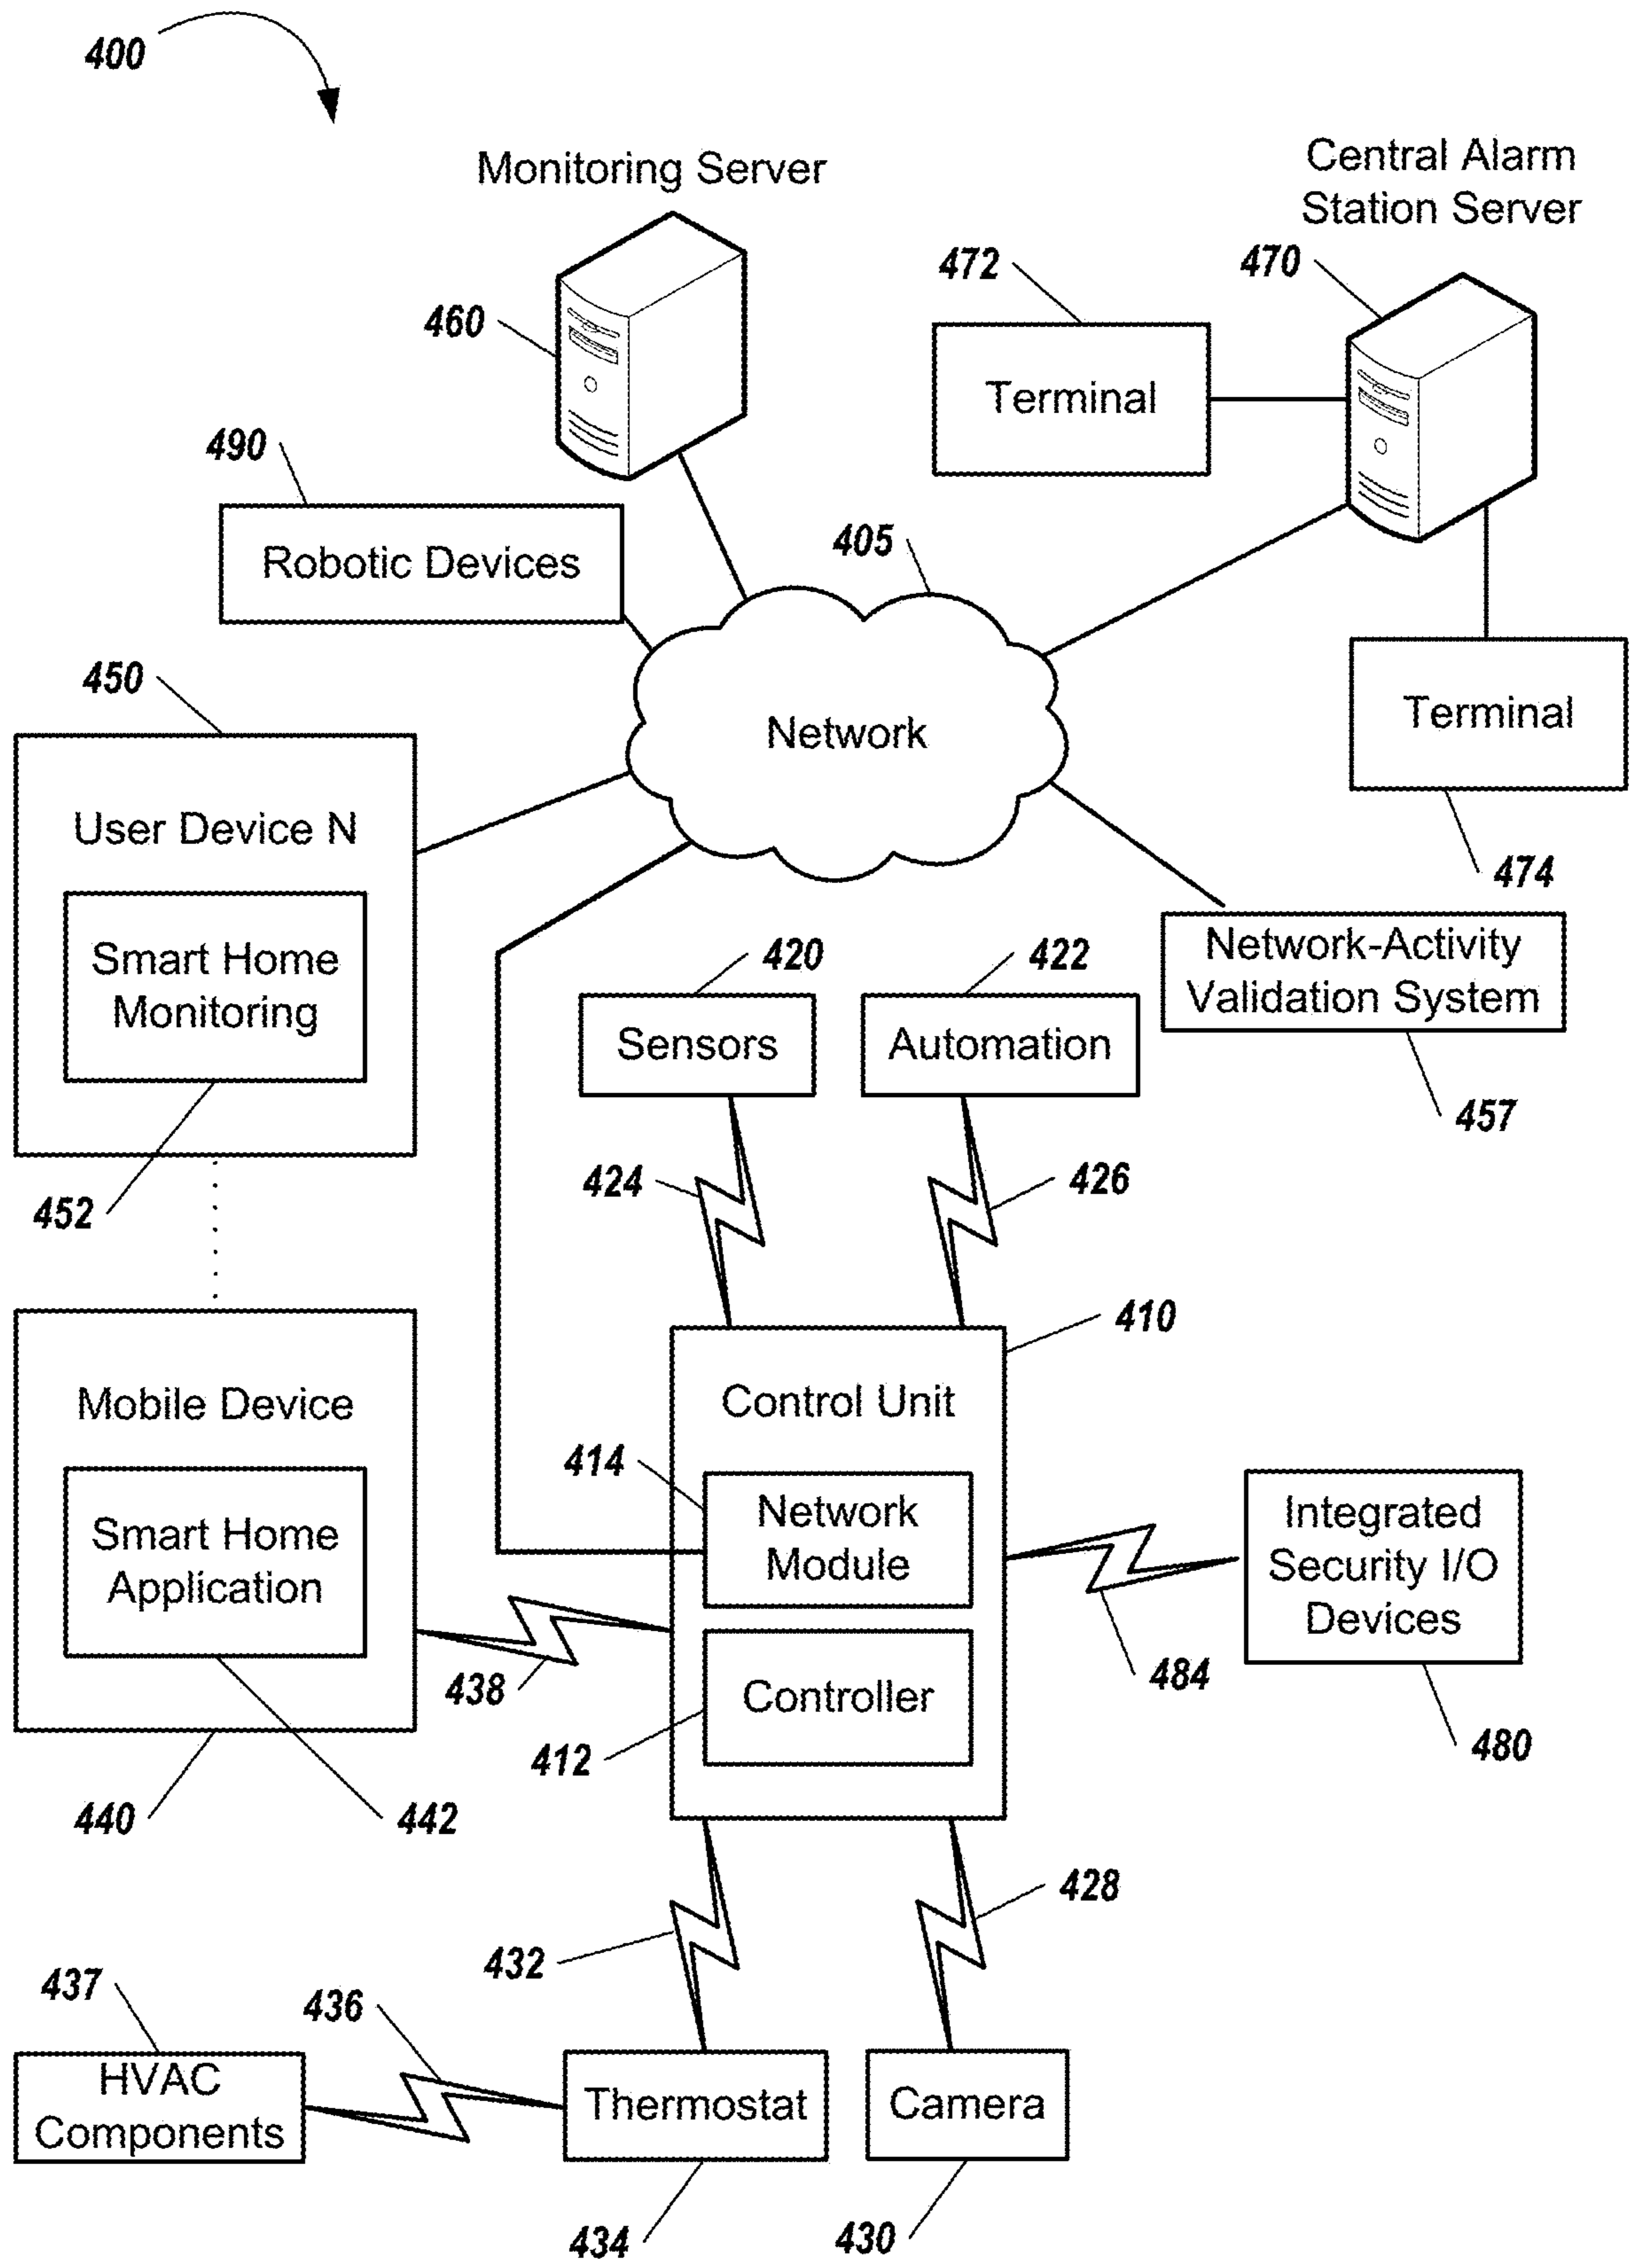 400
Monitoring Server
Central Alarm
Station Server
472
470
460
Terminal
490
405
Robotic Devices
450
Terminal
Network
User Device N
474
Smart Home
Monitoring
420
422
Network-Activity
Validation System
Sensors
Automation
457
424
426
452
410
Mobile Device
Control Unit
414
Smart Home
Application
Network
Module
Integrated
Security I/O
Devices
438
484
Controller
412
480
440
442
428
432
437
436
HVAC
Components
Thermostat
Camera
434
430